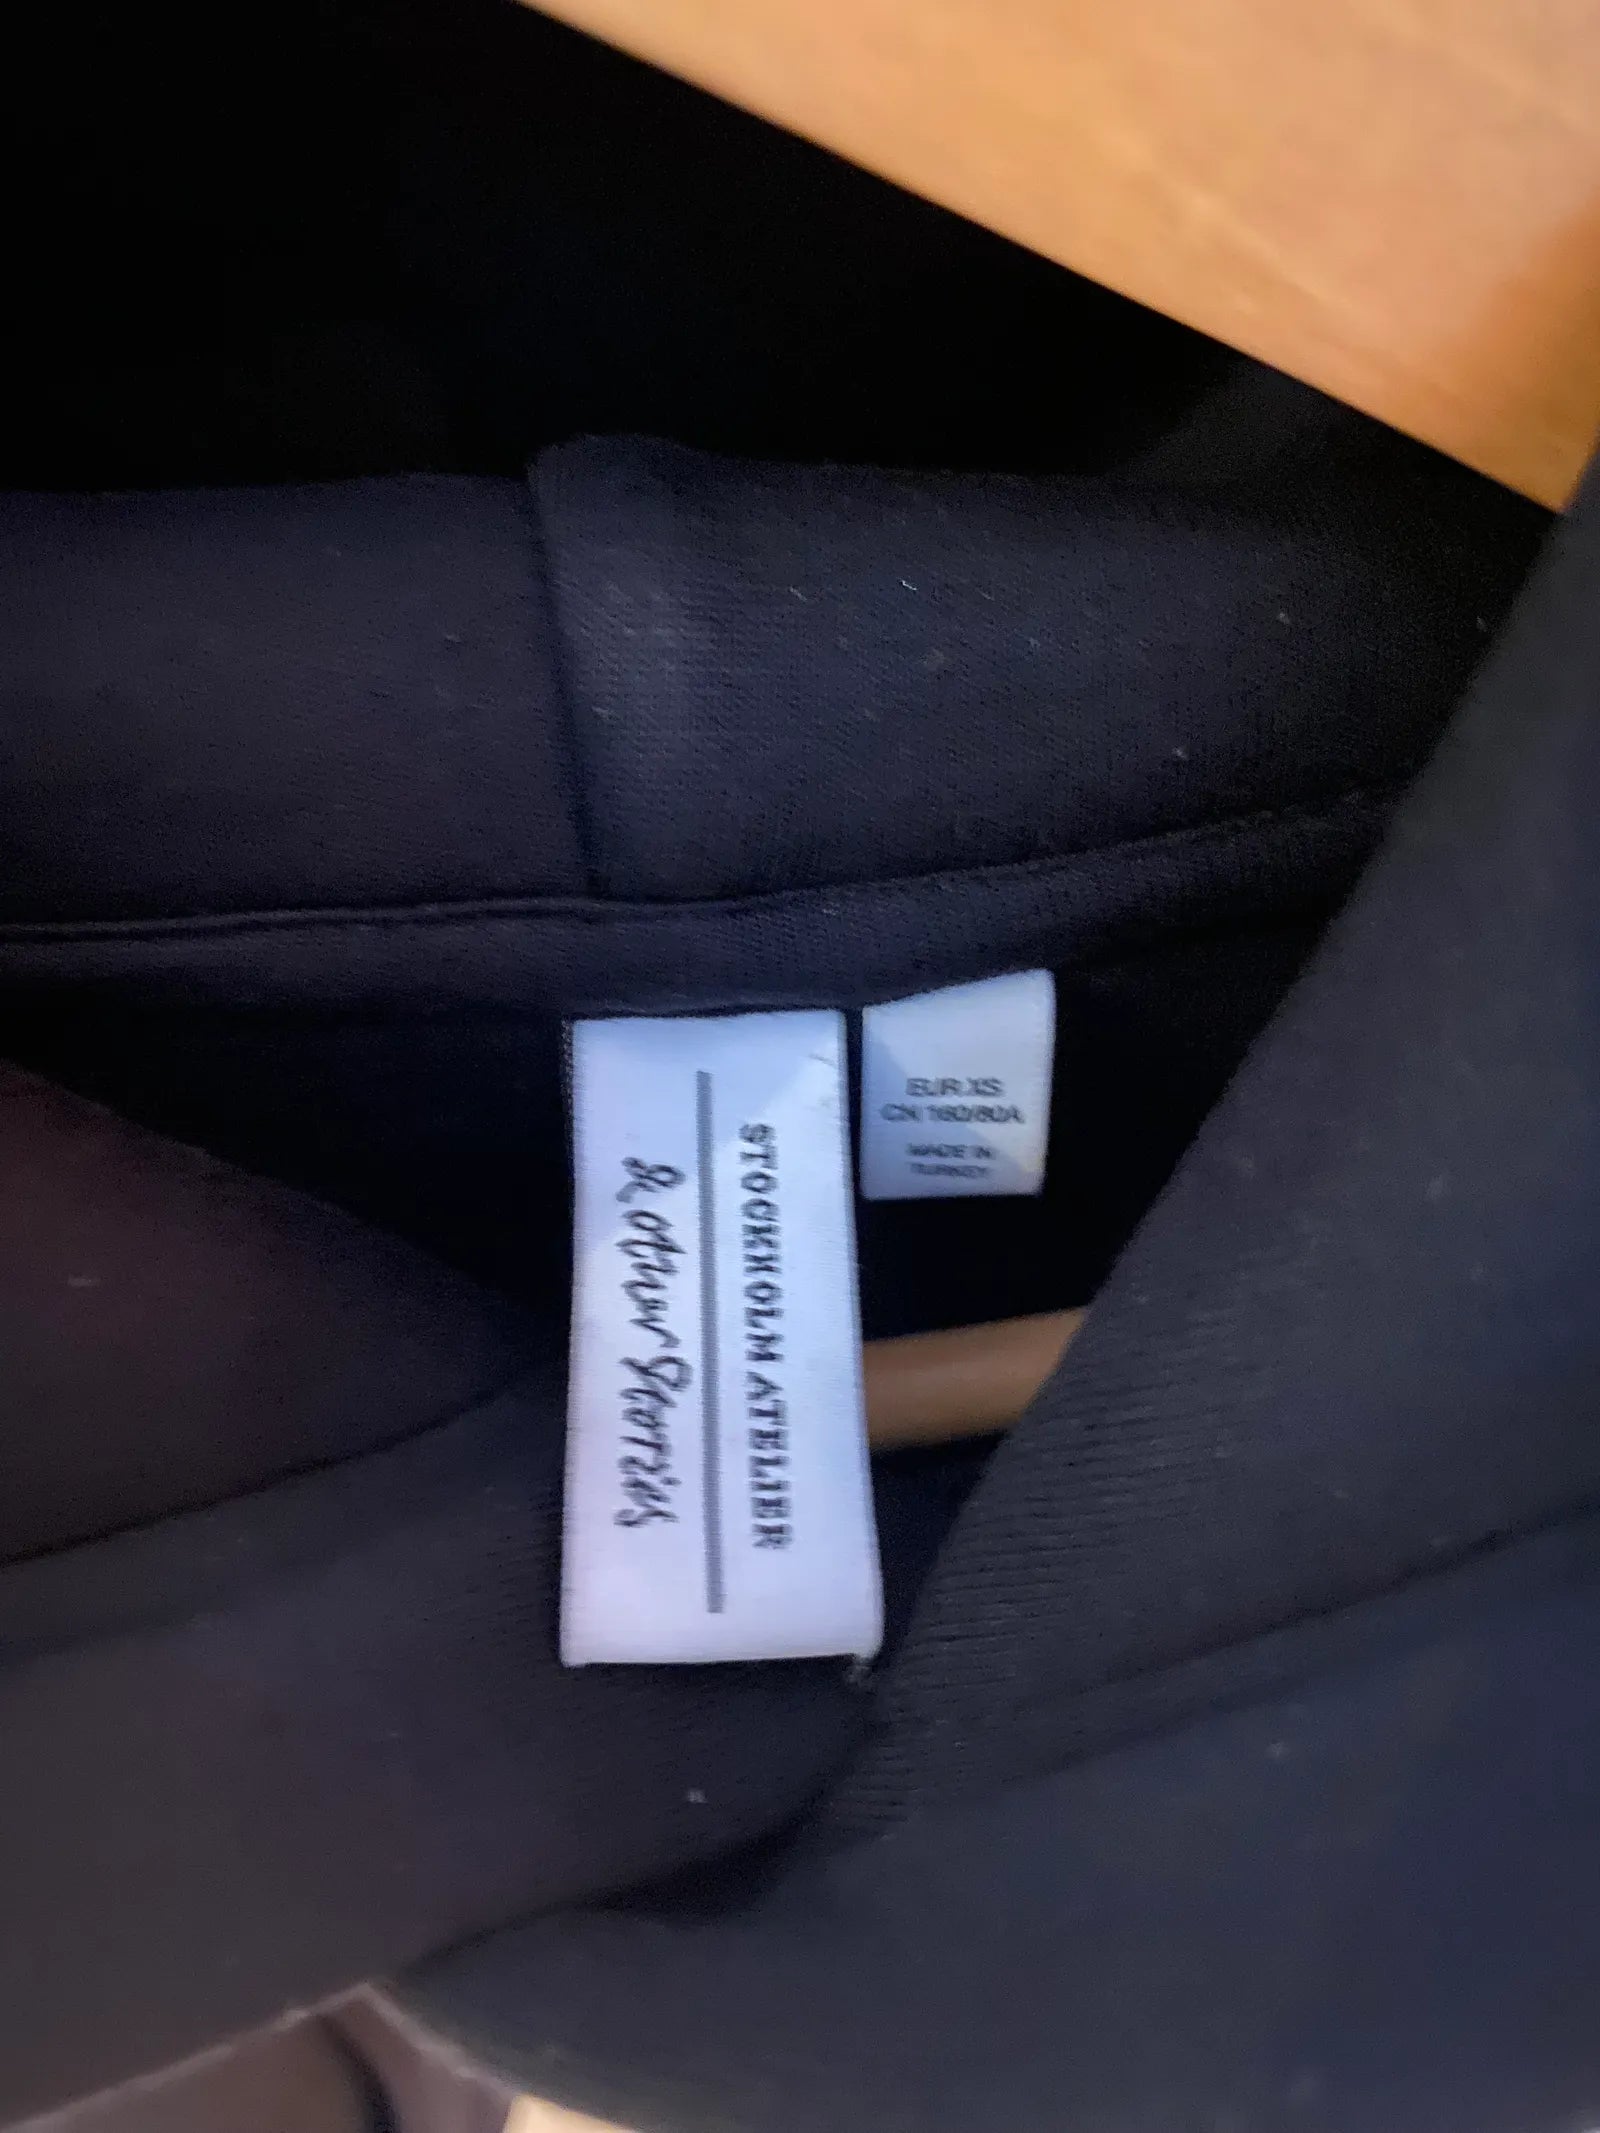 STOCKHOLM ATELIER
& other Stories
EUR XS
CN 160/80A
MADE IN
TURKEY